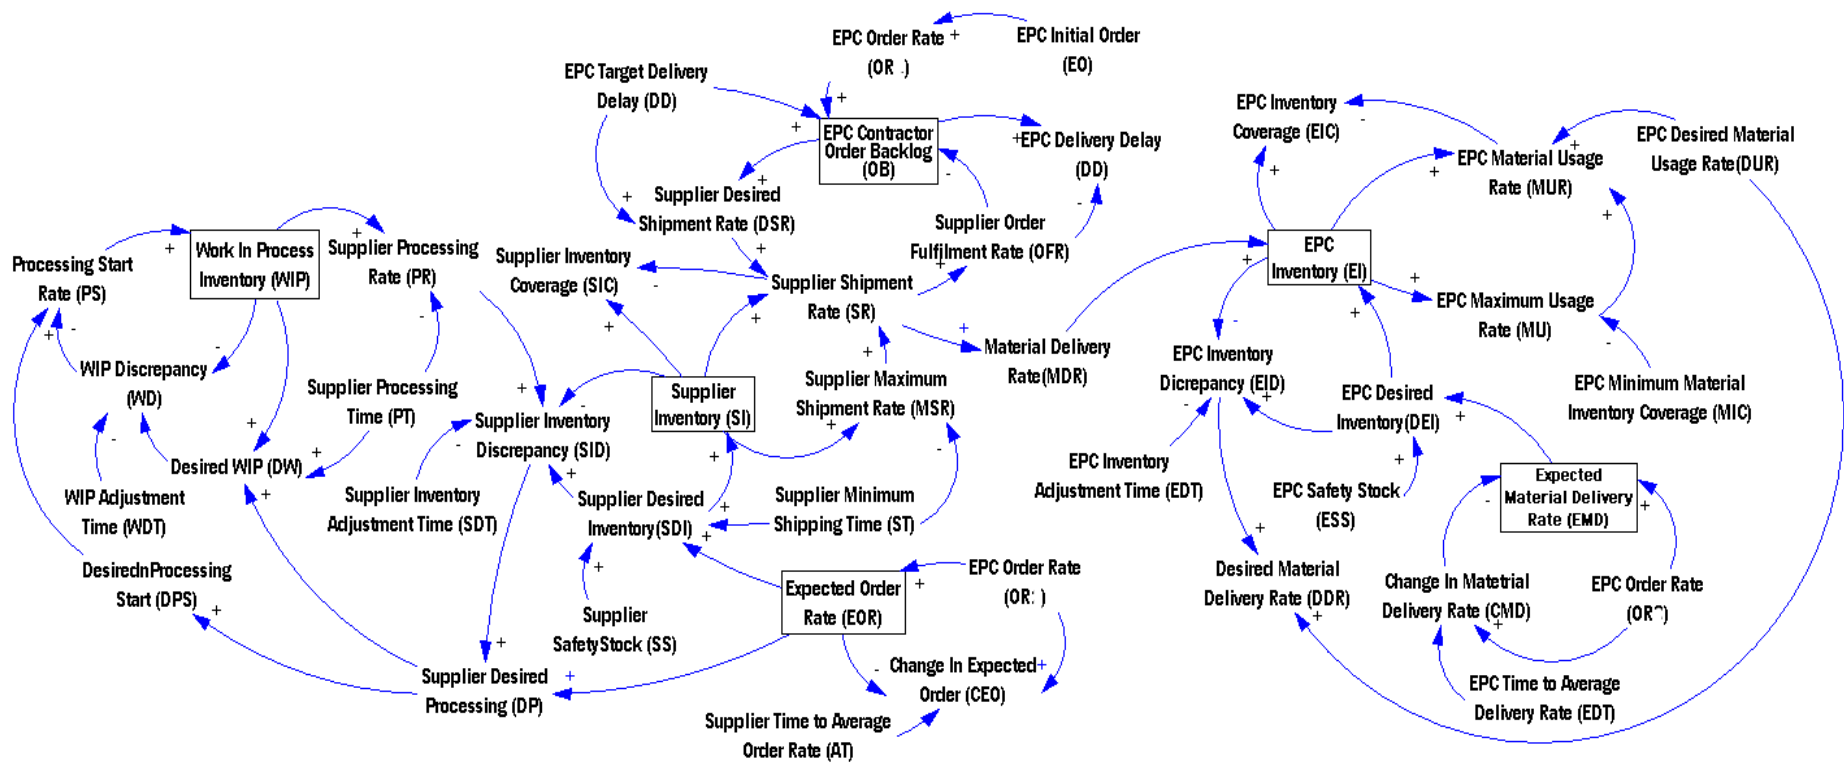 EPC Order Rate
(OR )
EPC Initial Order
(EO)
EPC Target Delivery
Delay (DD)
EPC Contractor
Order Backlog
(OB)
EPC Delivery Delay
(DD)
Supplier Desired
Shipment Rate (DSR)
Supplier Order
Fulfilment Rate (OFR)
EPC Inventory
Coverage (EIC)
EPC Material Usage
Rate (MUR)
EPC Desired Material
Usage Rate(DUR)
Processing Start
Rate (PS)
Work In Process
Inventory (WIP)
Supplier Processing
Rate (PR)
Supplier Inventory
Coverage (SIC)
Supplier Shipment
Rate (SR)
EPC
Inventory (EI)
EPC Maximum Usage
Rate (MU)
WIP Discrepancy
(WD)
Supplier Processing
Time (PT)
Supplier Inventory
Discrepancy (SID)
Supplier
Inventory (SI)
Supplier Maximum
Shipment Rate (MSR)
Material Delivery
Rate(MDR)
EPC Inventory
Dicrepancy (EID)
EPC Desired
Inventory(DEI)
EPC Minimum Material
Inventory Coverage (MIC)
Desired WIP (DW)
WIP Adjustment
Time (WDT)
Supplier Inventory
Adjustment Time (SDT)
Supplier Desired
Inventory(SDI)
Supplier Minimum
Shipping Time (ST)
EPC Inventory
Adjustment Time (EDT)
EPC Safety Stock
(ESS)
Expected
Material Delivery
Rate (EMD)
DesirednProcessing
Start (DPS)
Supplier
SafetyStock (SS)
Expected Order
Rate (EOR)
EPC Order Rate
(OR )
Desired Material
Delivery Rate (DDR)
Change In Matetrial
Delivery Rate (CMD)
EPC Order Rate
(OR )
Supplier Desired
Processing (DP)
Change In Expected
Order (CEO)
Supplier Time to Average
Order Rate (AT)
EPC Time to Average
Delivery Rate (EDT)